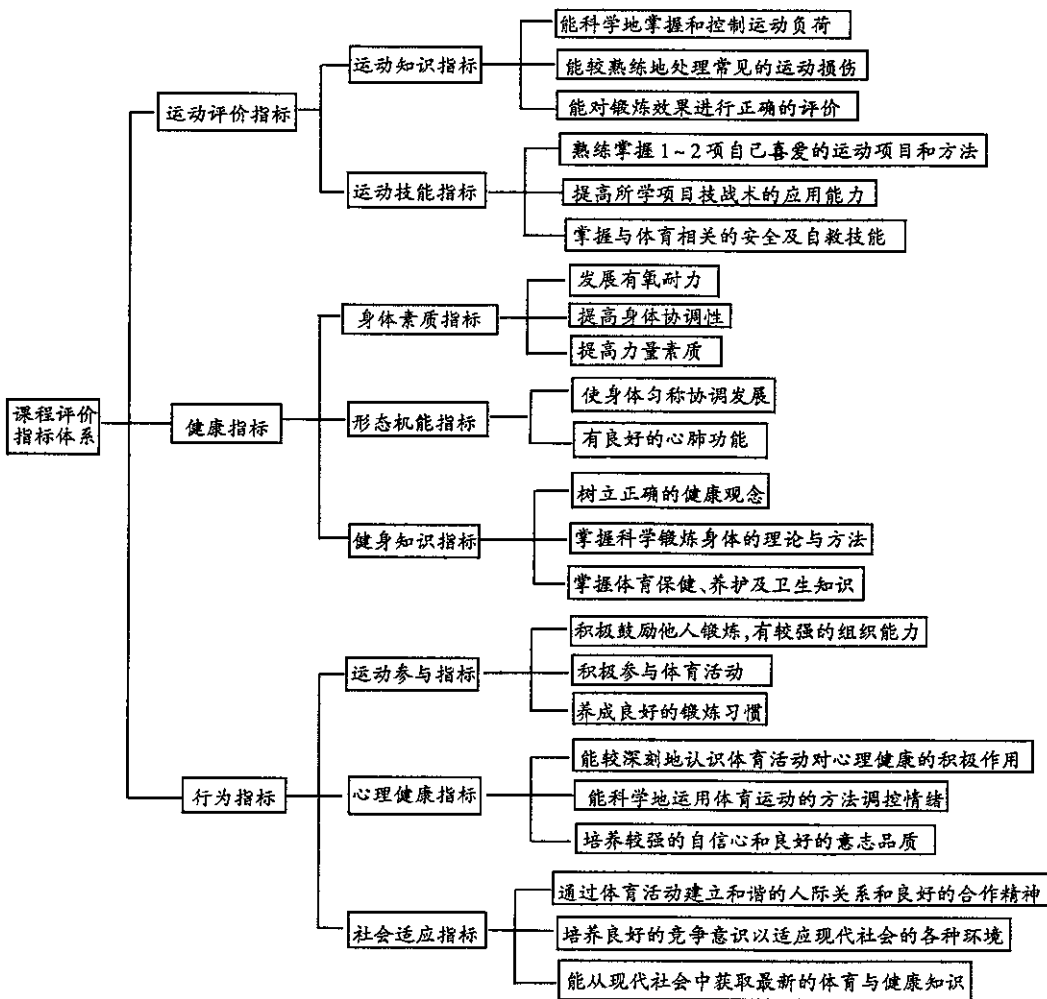 能科学地掌握和控制运动负荷
运动知识指标
能较熟练地处理常见的运动损伤
运动评价指标
能对锻炼效果进行正确的评价
熟练掌握1~2项自己喜爱的运动项目和方法
运动技能指标
提高所学项目技战术的应用能力
掌握与体育相关的安全及自救技能
发展有氧耐力
身体素质指标
提高身体协调性
提高力量素质
课程评价
指标体系
健康指标
形态机能指标
使身体匀称协调发展
有良好的心肺功能
树立正确的健康观念
健身知识指标
掌握科学锻炼身体的理论与方法
掌握体育保健、养护及卫生知识
积极鼓励他人锻炼,有较强的组织能力
运动参与指标
积极参与体育活动
养成良好的锻炼习惯
能较深刻地认识体育活动对心理健康的积极作用
行为指标
心理健康指标
能科学地运用体育运动的方法调控情绪
培养较强的自信心和良好的意志品质
通过体育活动建立和谐的人际关系和良好的合作精神
社会适应指标
培养良好的竞争意识以适应现代社会的各种环境
能从现代社会中获取最新的体育与健康知识